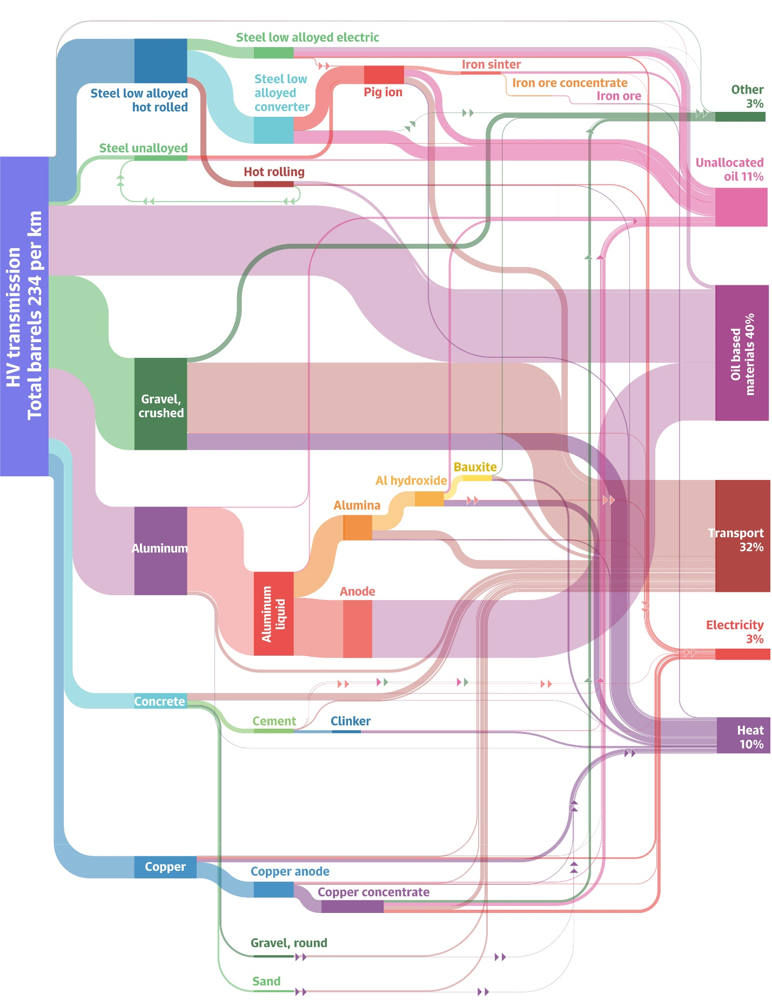 HV transmission
Total barrels 234 per km
Steel low alloyed electric
Steel low alloyed
hot rolled
Steel low
alloyed
converter
Pig ion
Iron sinter
Iron ore concentrate
Iron ore
Other
3%
Steel unalloyed
Hot rolling
Unallocated
oil 11%
Oil based
materials 40%
Gravel,
crushed
Bauxite
Al hydroxide
Alumina
Aluminum
Aluminum
liquid
Anode
Transport
32%
Electricity
3%
Concrete
Cement
Clinker
Heat
10%
Copper
Copper anode
Copper concentrate
Gravel, round
Sand